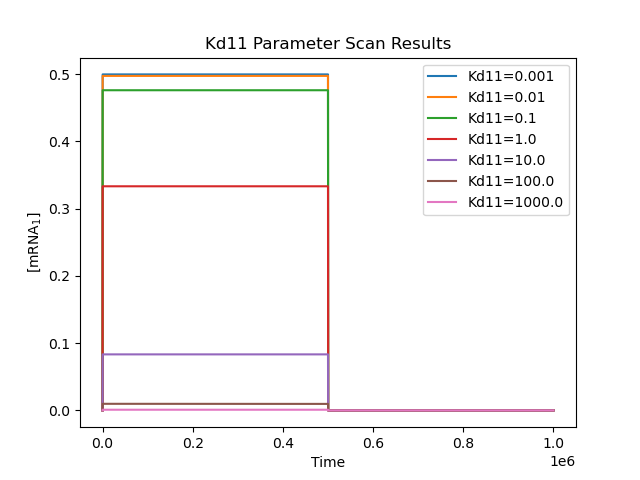 Kd11 Parameter Scan Results
[mRNA₁]
0.5
0.4
0.3
0.2
0.1
0.0
Kd11=0.001
Kd11=0.01
Kd11=0.1
Kd11=1.0
Kd11=10.0
Kd11=100.0
Kd11=1000.0
0.0 0.2 0.4 0.6 0.8 1.0
1e6
Time